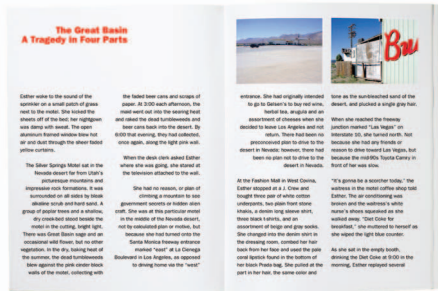 The Great Basin
A Tragedy in Four Parts
Esther woke to the sound of the
sprinkler on a small patch of grass
next to the motel. She kicked the
sheets off of the bed; her nightgown
was damp with sweat. The open
aluminum framed window blew hot
air and dust through the sheer faded
yellow curtains.
The Silver Springs Motel sat in the
Nevada desert far from Utah's
picturesque mountains and
impressive rock formations. It was
surrounded on all sides by bleak
alkaline scrub and hard sand. A
group of poplar trees and a shallow,
dry creek-bed stood beside the
motel in the cutting, bright light.
There was Great Basin sage and an
occasional wild flower, but no other
vegetation. In the dry, baking heat of
the summer, the dead tumbleweeds
blew against the pink cinder-block
walls of the motel, collecting with
the faded beer cans and scraps of
paper. At 3:00 each afternoon, the
maid went out into the searing heat
and raked the dead tumbleweeds and
beer cans back into the desert. By
6:00 that evening, they had collected,
once again, along the light pink wall.
When the desk clerk asked Esther
where she was going, she stared at
the television attached to the wall.
She had no reason, or plan of
climbing a mountain to see
government secrets or hidden alien
craft. She was at this particular motel
in the middle of the Nevada desert,
not by calculated plan or motive, but
because she had turned onto the
Santa Monica freeway entrance
marked "east" at La Cienega
Boulevard in Los Angeles, as opposed
to driving home via the "west"
entrance. She had originally intended
to go to Gelson's to buy red wine,
herbal tea, arugula and an
assortment of cheeses when she
decided to leave Los Angeles and not
return. There had been no
preconceived plan to drive to the
desert in Nevada; however, there had
been no plan not to drive to the
desert in Nevada.
At the Fashion Mall in West Covina,
Esther stopped at a J. Crew and
bought three pair of white cotton
underpants, two plain front stone
khakis, a denim long sleeve shirt,
three black t-shirts, and an
assortment of beige and gray socks.
She changed into the denim shirt in
the dressing room, combed her hair
back from her face and used the pale
coral lipstick found in the bottom of
her black Prada bag. She pulled at the
part in her hair, the same color and
tone as the sun-bleached sand of the
desert, and plucked a single gray hair.
When she reached the freeway
junction marked "Las Vegas" on
Interstate 10, she turned north. Not
because she had any friends or
reason to drive toward Las Vegas, but
because the mid-90s Toyota Camry in
front of her was slow.
"It's gonna be a scorcher today," the
waitress in the motel coffee shop told
Esther. The air conditioning was
broken and the waitress's white
nurse's shoes squeaked as she
walked away. "Diet Coke for
breakfast," she muttered to herself as
she wiped the light blue counter.
As she sat in the empty booth,
drinking the Diet Coke at 9:00 in the
morning, Esther replayed several